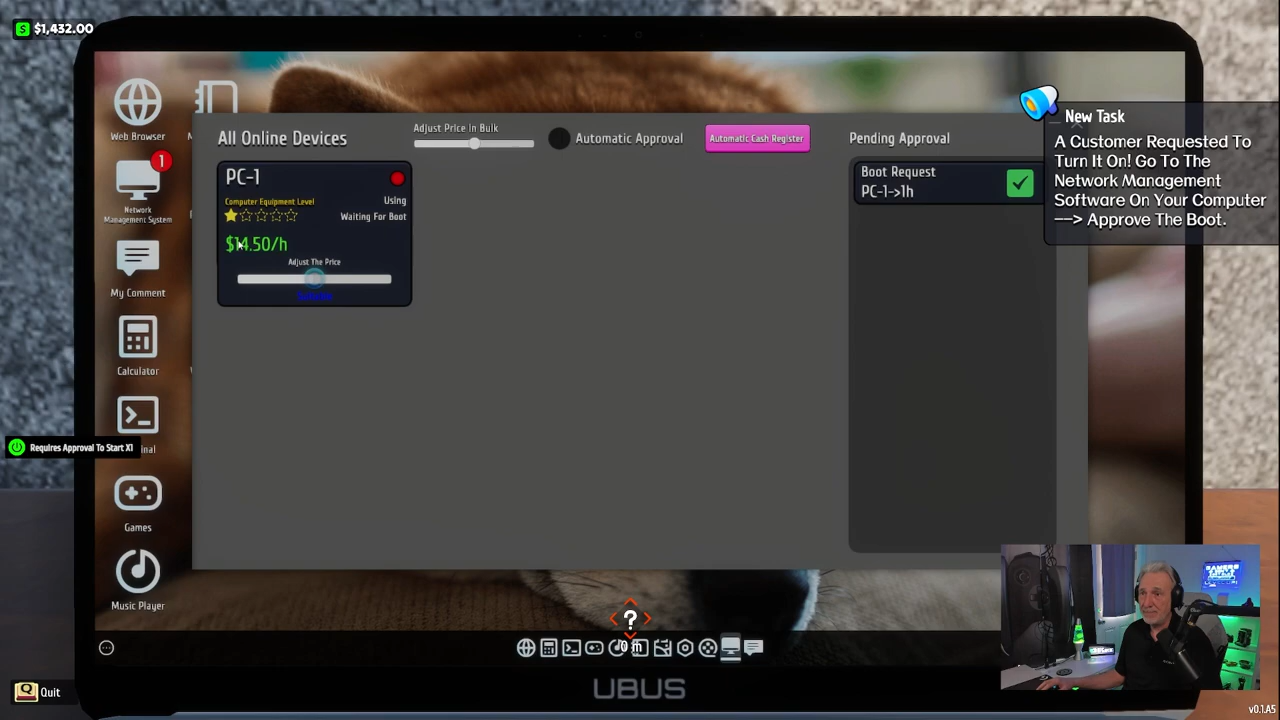 $1,432.00
Web Browser
1
Network
Management System
My Comment
Calculator
inal
Games
Music Player
Requires Approval To Start X1
Quit
All Online Devices
Adjust Price In Bulk
Automatic Approval
Automatic Cash Register
Pending Approval
PC-1
Computer Equipment Level
Using
Waiting For Boot
$14.50/h
Adjust The Price
Boot Request
PC-1->1h
New Task
A Customer Requested To
Turn It On! Go To The
Network Management
Software On Your Computer
--> Approve The Boot.
?
0 m
UBUS
v0.1.A5